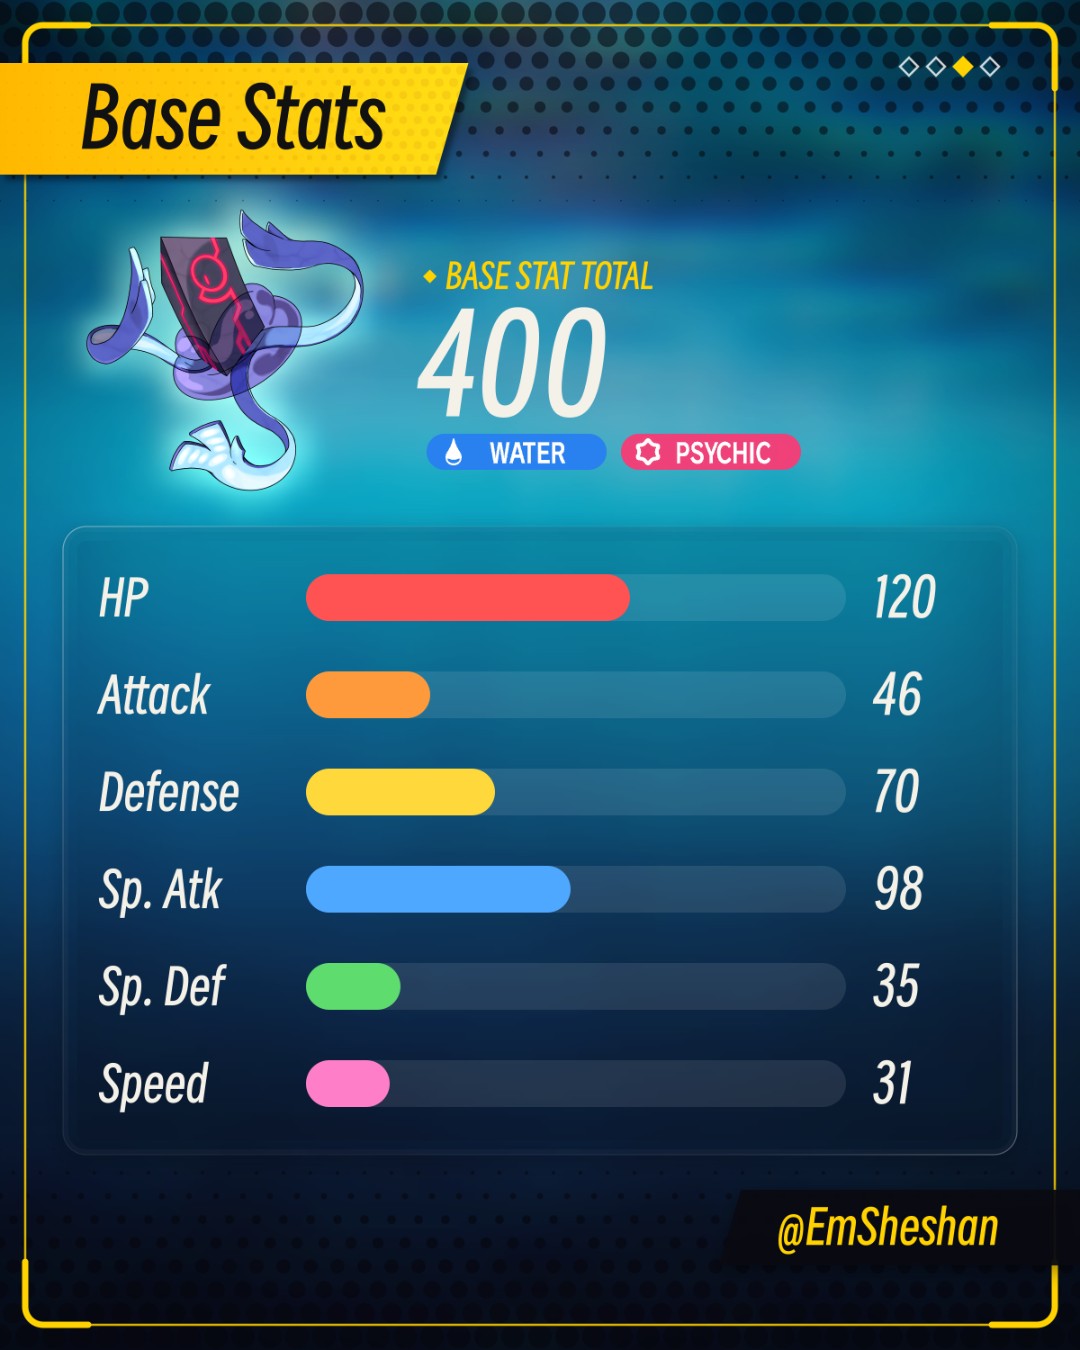 Base Stats
BASE STAT TOTAL
400
WATER PSYCHIC
HP 120
Attack 46
Defense 70
Sp. Atk 98
Sp. Def 35
Speed 31
@EmSheshan